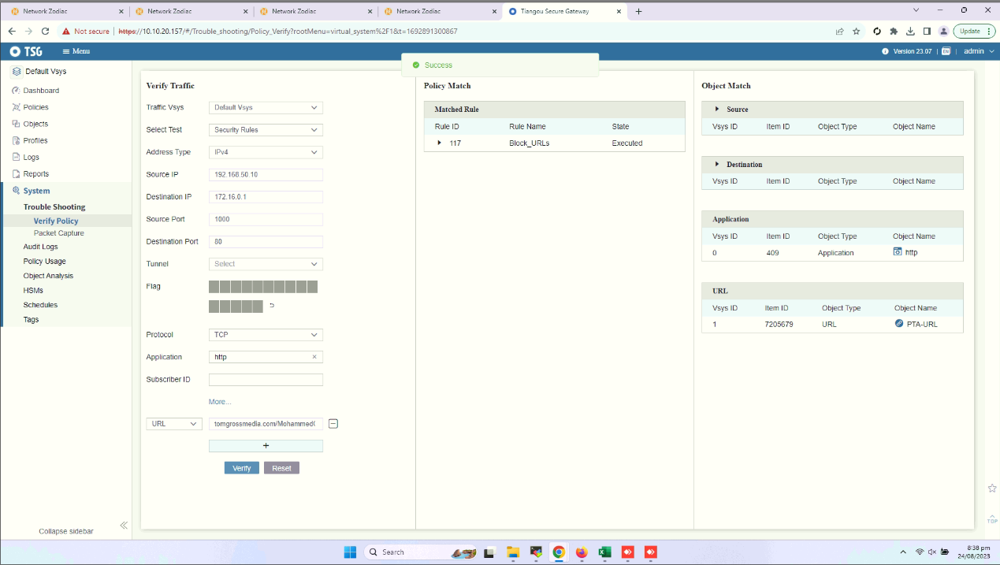 Network Zodiac
Network Zodiac
Network Zodiac
Network Zodiac
Tiangou Secure Gateway
Not secure
https://10.10.20.157/#/Trouble_shooting/Policy_Verify?rootMenu=virtual_system%2F1&t=1692891300867
Update
TSG
Menu
Version 23.07
EN
admin
Success
Default Vsys
Dashboard
Policies
Objects
Profiles
Logs
Reports
System
Trouble Shooting
Verify Policy
Packet Capture
Audit Logs
Policy Usage
Object Analysis
HSMs
Schedules
Tags
Collapse sidebar
Verify Traffic
Traffic Vsys Default Vsys
Select Test Security Rules
Address Type IPv4
Source IP 192.168.50.10
Destination IP 172.16.0.1
Source Port 1000
Destination Port 80
Tunnel Select
Flag
Protocol TCP
Application http
Subscriber ID
More...
URL tomgrossmedia.com/Mohammed
+
Verify Reset
Policy Match
Matched Rule
Rule ID Rule Name State
117 Block_URLs Executed
Object Match
Source
Vsys ID Item ID Object Type Object Name
Destination
Vsys ID Item ID Object Type Object Name
Application
Vsys ID Item ID Object Type Object Name
0 409 Application http
URL
Vsys ID Item ID Object Type Object Name
1 7205679 URL PTA-URL
TOP
Search
8:38 pm
24/08/2023